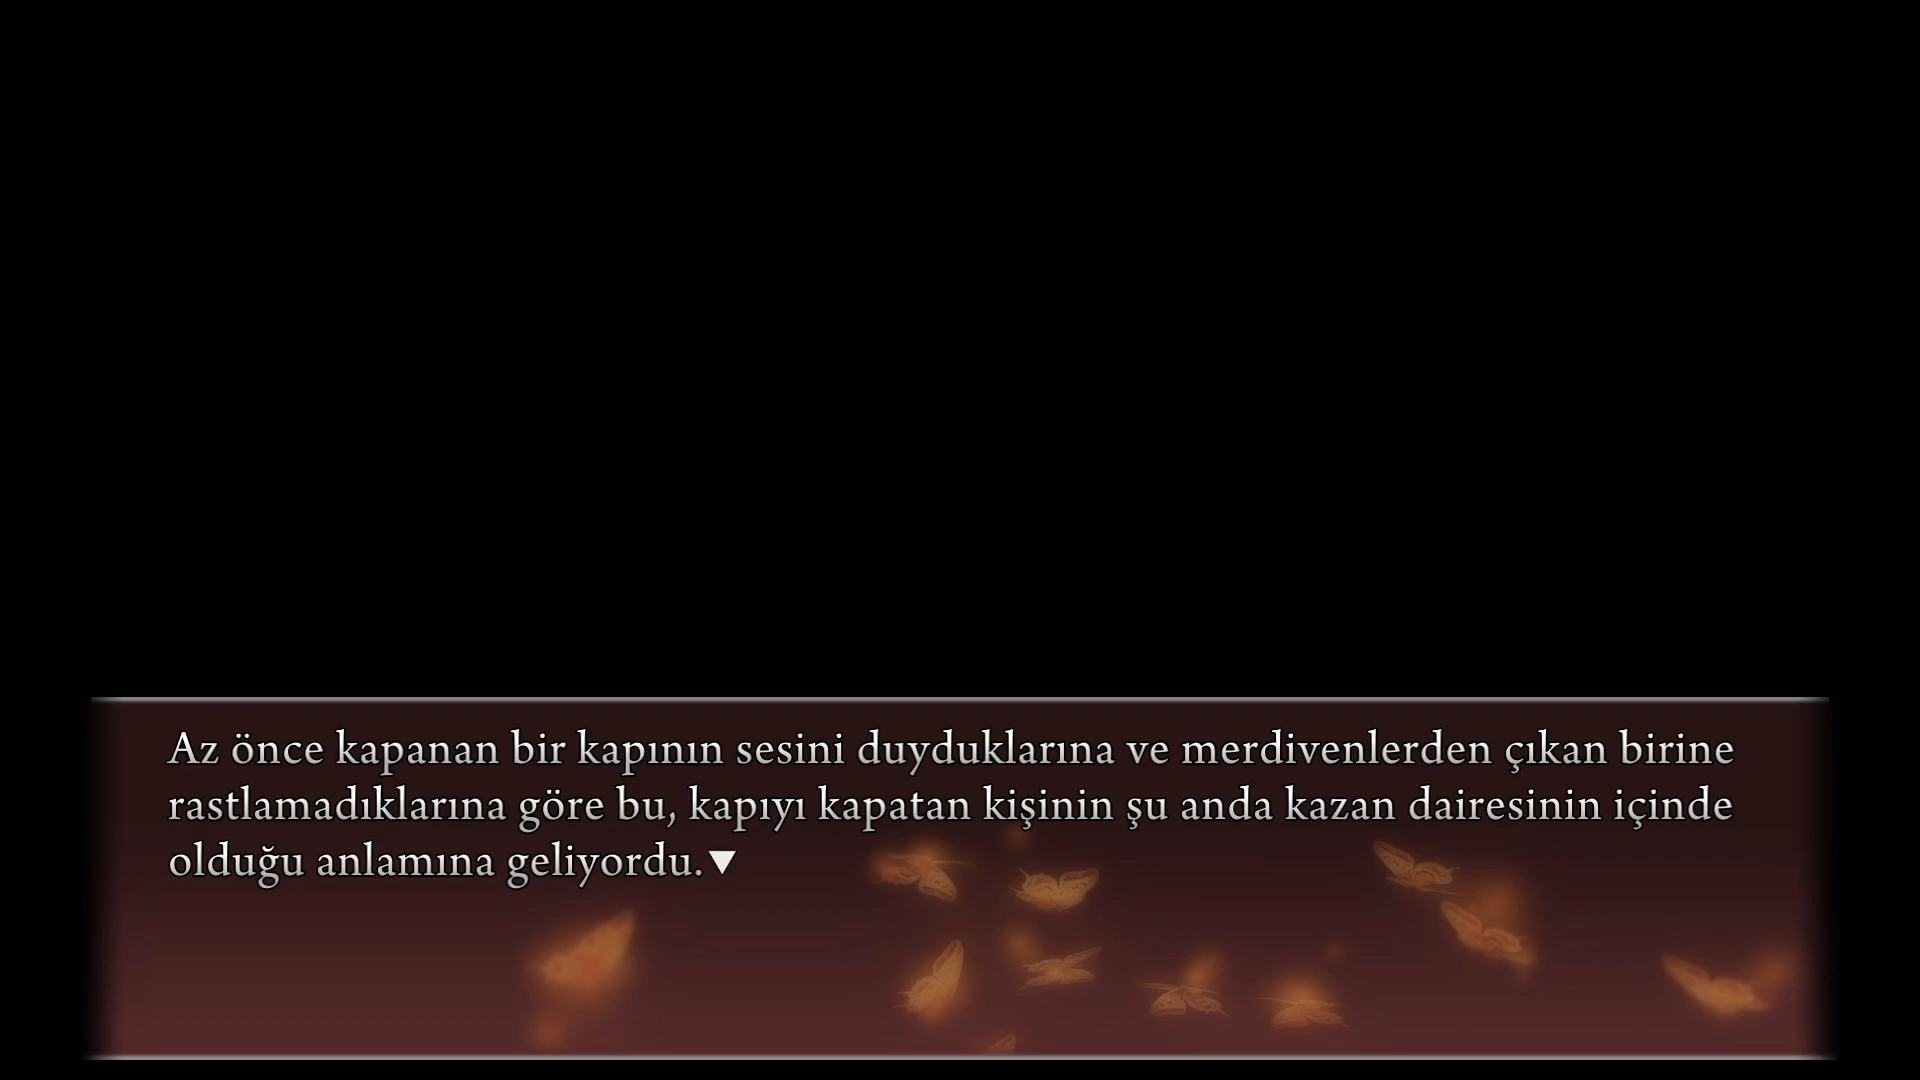 Az önce kapanan bir kapının sesini duyduklarına ve merdivenlerden çıkan birine
rastlamadıklarına göre bu, kapıyı kapatan kişinin şu anda kazan dairesinin içinde
olduğu anlamına geliyordu.▼